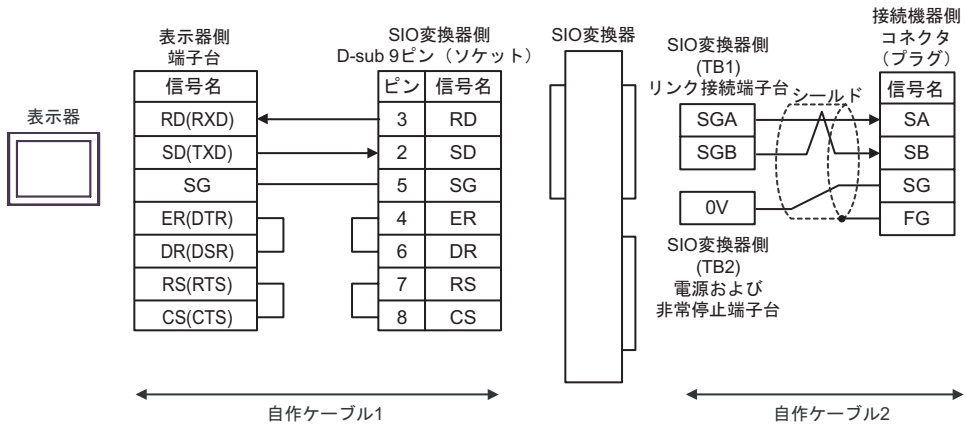 表示器
表示器側
端子台
信号名
RD(RXD)
SD(TXD)
SG
ER(DTR)
DR(DSR)
RS(RTS)
CS(CTS)
SIO変換器側
D-sub 9ピン（ソケット）
ピン 信号名
3 RD
2 SD
5 SG
4 ER
6 DR
7 RS
8 CS
自作ケーブル1
SIO変換器
SIO変換器側
(TB1)
リンク接続端子台
SGA
SGB
0V
SIO変換器側
(TB2)
電源および
非常停止端子台
シールド
接続機器側
コネクタ
（プラグ）
信号名
SA
SB
SG
FG
自作ケーブル2